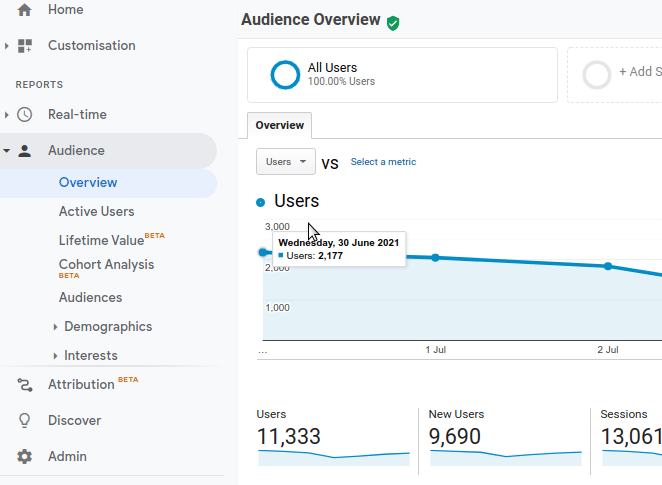 Home
Customisation
REPORTS
Real-time
Audience
Overview
Active Users
Lifetime Value BETA
Cohort Analysis
BETA
Audiences
Demographics
Interests
Attribution BETA
Discover
Admin
Audience Overview
All Users
100.00% Users
+ Add S
Overview
Users VS Select a metric
Users
3,000
Wednesday, 30 June 2021
Users: 2,177
2,000
1,000
... 1 Jul 2 Jul
Users New Users Sessions
11,333 9,690 13,061